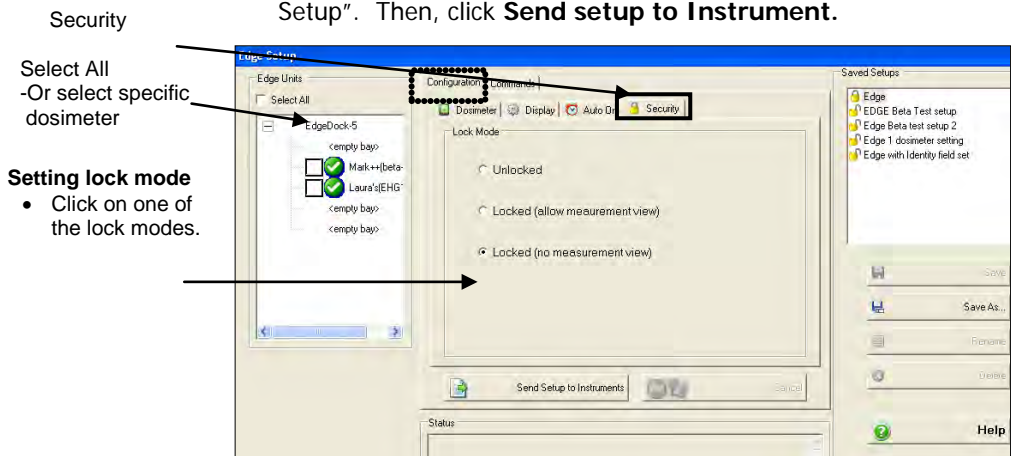 Setup". Then, click Send setup to Instrument.
Security
Select All
-Or select specific
dosimeter
Setting lock mode
• Click on one of
the lock modes.
Edge Setup
Edge Units
Select All
EdgeDock-5
<empty bay>
Mark++(beta-
Laura's(EHG
<empty bay>
<empty bay>
Configuration Commands
Dosimeter Display Auto On Security
Lock Mode
Unlocked
Locked (allow measurement view)
Locked (no measurement view)
Send Setup to Instruments
Cancel
Status
Saved Setups
Edge
EDGE Beta Test setup
Edge Beta test setup 2
Edge 1 dosimeter setting
Edge with Identity field set
Save
Save As...
Rename
Delete
Help